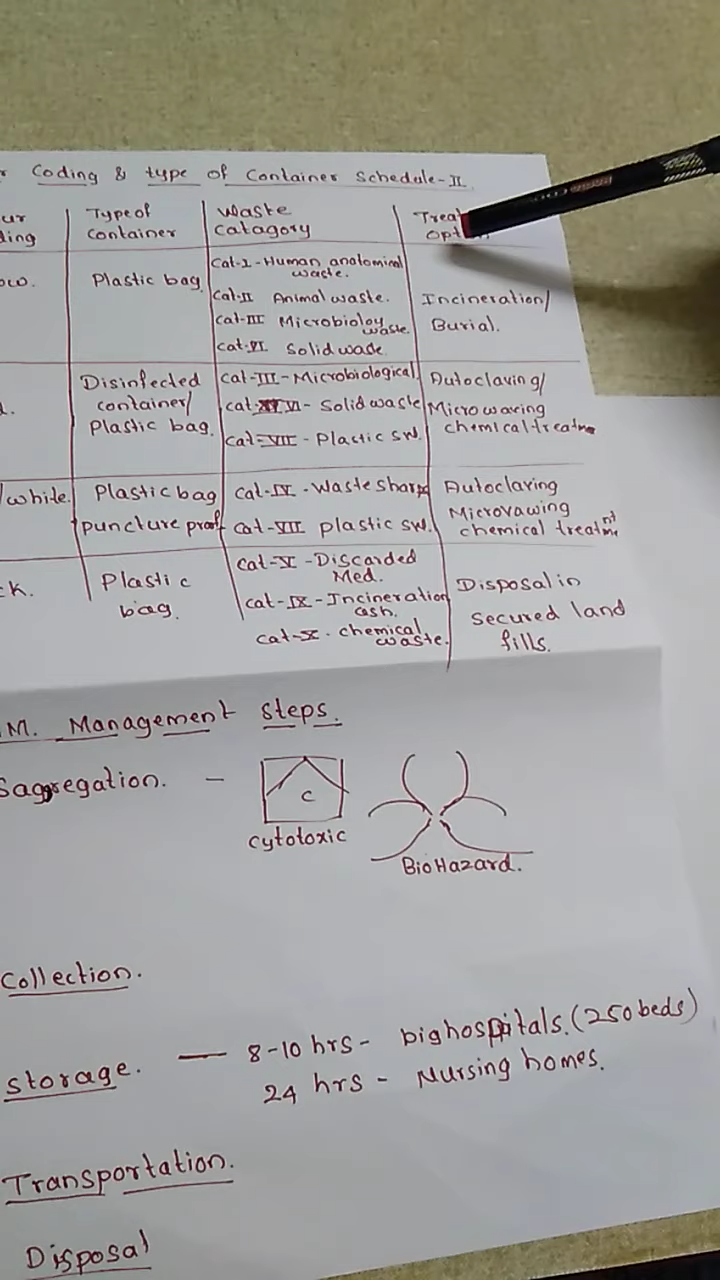 Coding & type of Container Schedule-II
Type of container
Waste catagory
Plastic bag
Cat-I-Human anatomical waste.
Cat-II Animal waste.
Cat-III Microbioloy waste.
Cat-VI Solid waste
Incineration/
Burial.
Disinfected container/ Plastic bag.
Cat-III-Microbiological
Cat-VI-Solid waste
Cat-VII-Plastic sw.
Autoclaving/
Microwaving
chemical treatm
/white.
Plastic bag
puncture proof
Cat-IV-Waste sharp
Cat-VII plastic sw.
Autoclaving
Microvawing
chemical treatmnt
Plastic bag.
Cat-V-Discarded Med.
Cat-IX-Incineration ash.
Cat-X. chemical waste.
Disposal in
secured land
fills.
M. Management steps.
Saggregation. -
C
Cytotoxic
BioHazard.
Collection.
Storage. — 8-10 hrs - big hospitals. (250 beds)
24 hrs - Nursing homes.
Transportation.
Disposal